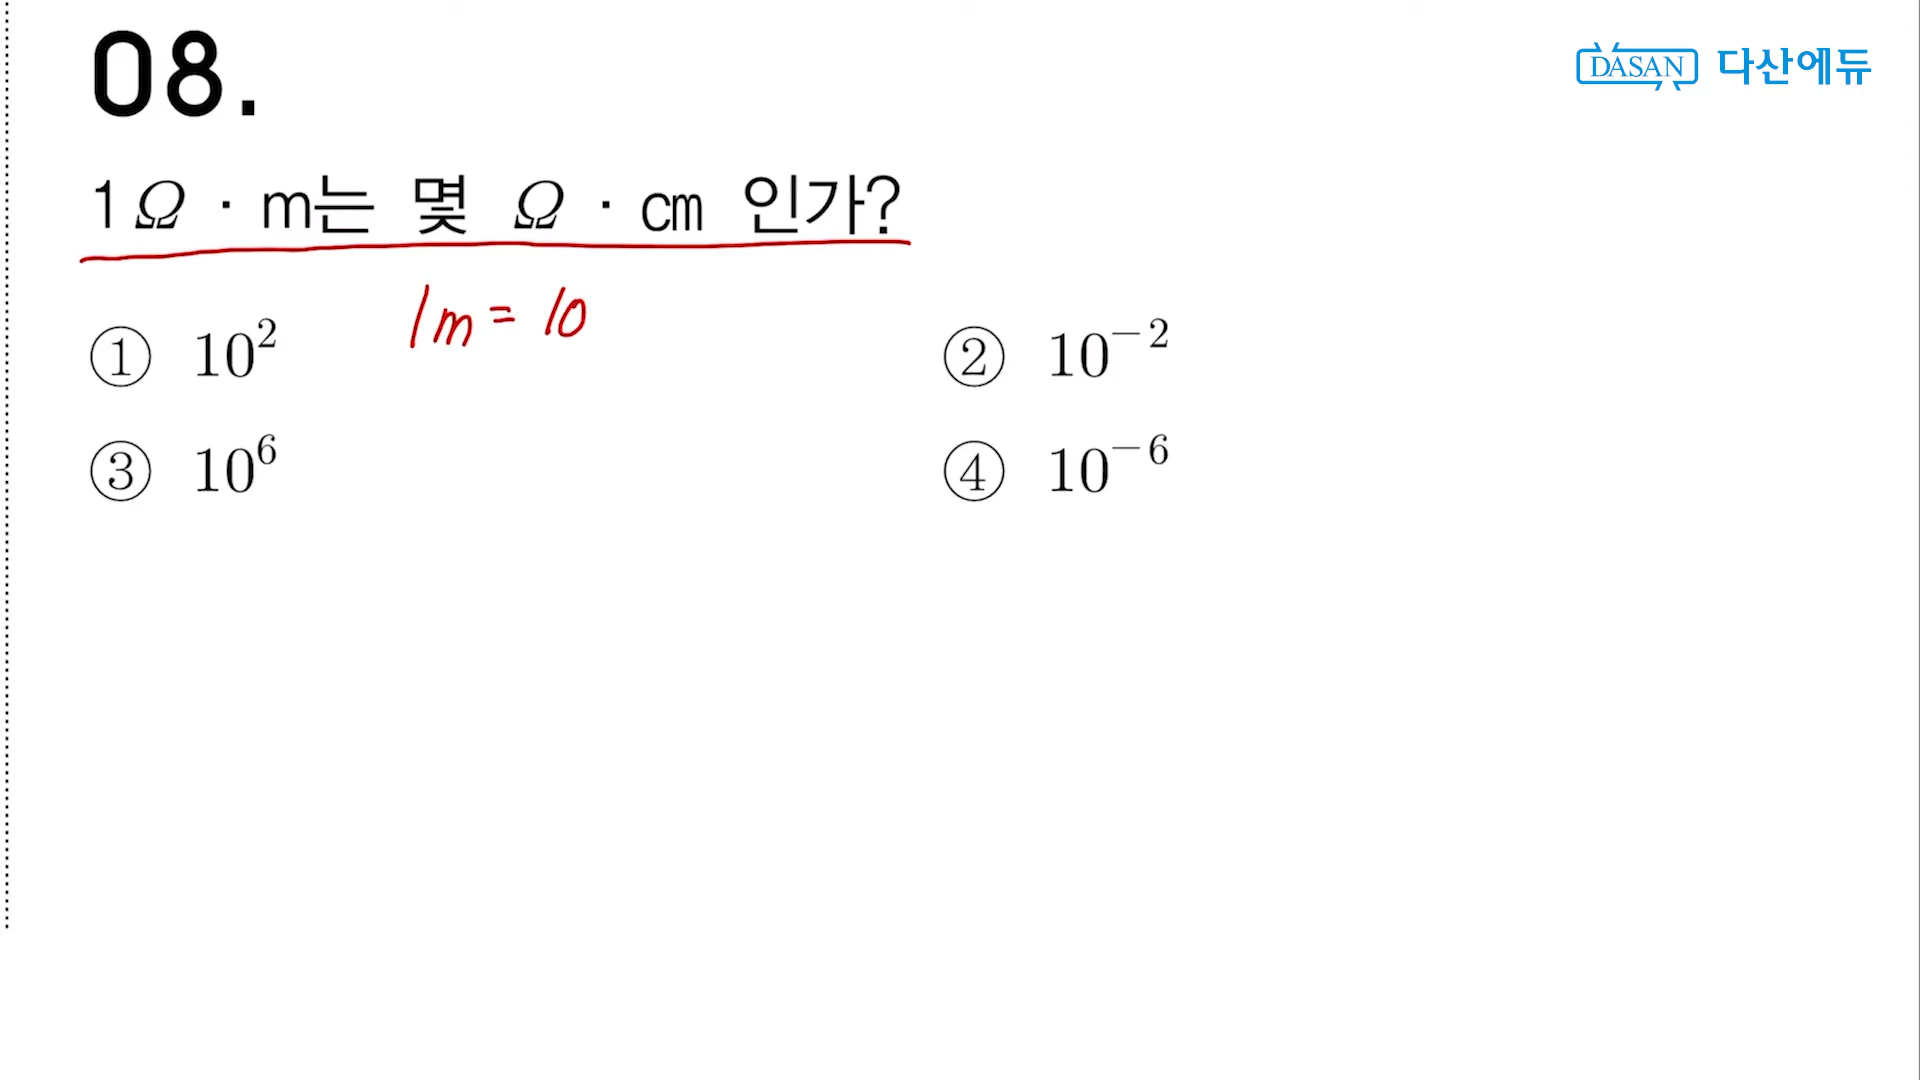 08.
DASAN 다산에듀
1Ω · m는 몇 Ω · cm 인가?
1m = 10
① 10² ② 10⁻²
③ 10⁶ ④ 10⁻⁶